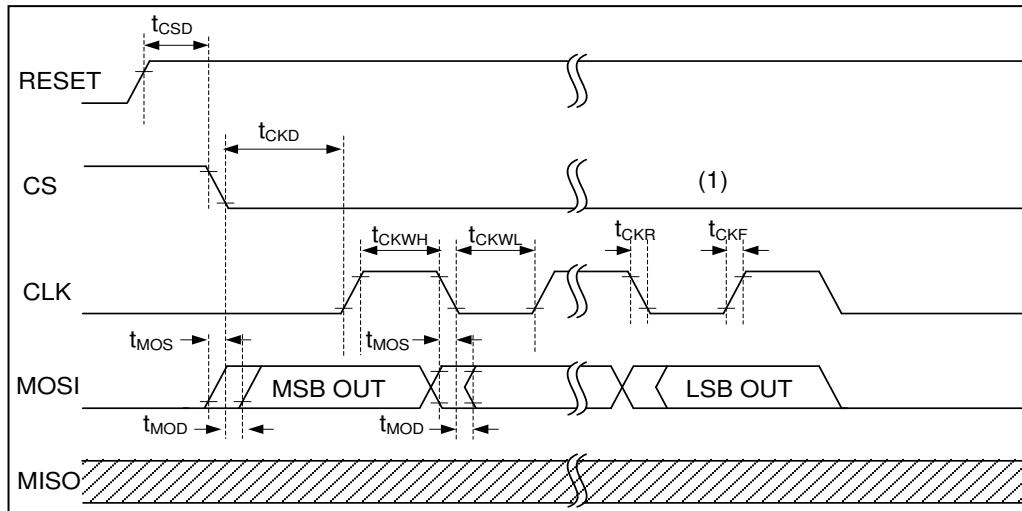 tCSD
RESET
tCKD
CS
(1)
tCKWH
tCKWL
tCKR
tCKF
CLK
tMOS
tMOS
MOSI
MSB OUT
LSB OUT
tMOD
tMOD
MISO